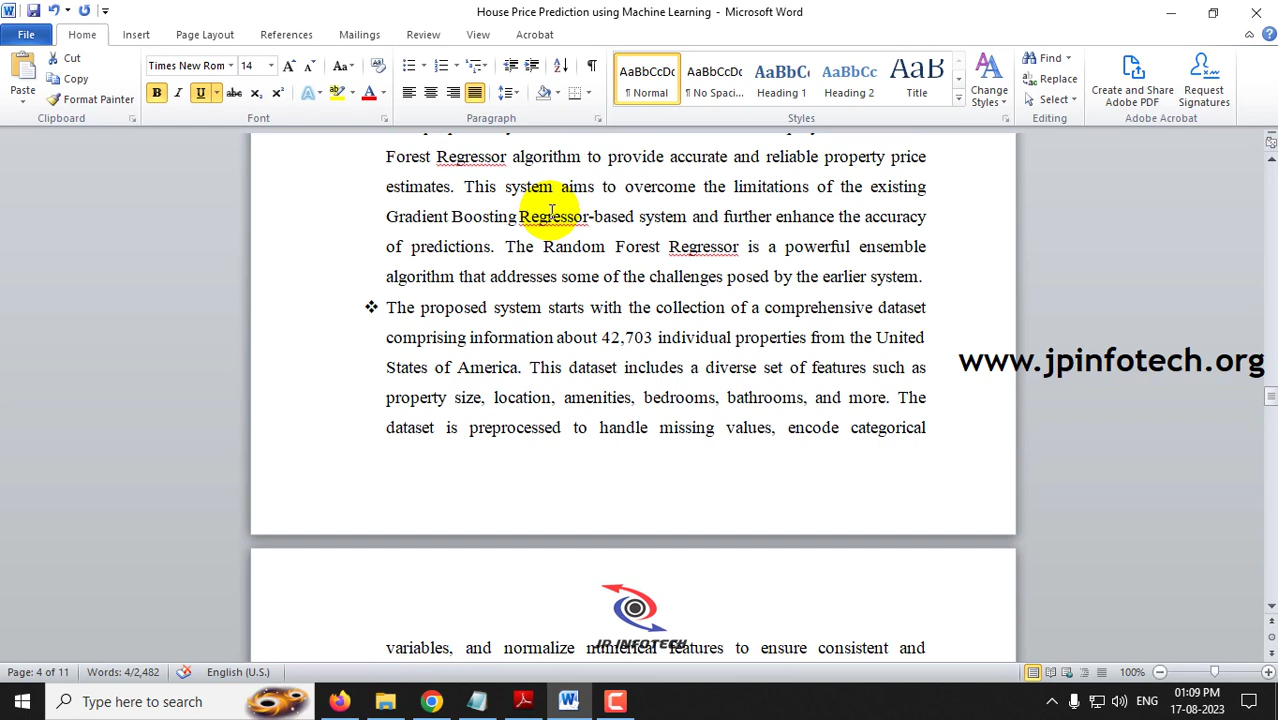 House Price Prediction using Machine Learning - Microsoft Word
File Home Insert Page Layout References Mailings Review View Acrobat
Cut
Copy
Format Painter
Paste
Clipboard
Times New Rom 14
Font
Paragraph
AaBbCcDc AaBbCcDc AaBbCc AaBbCc AaB
¶ Normal ¶ No Spaci... Heading 1 Heading 2 Title
Styles
Change Styles
Find
Replace
Select
Editing
Create and Share Adobe PDF
Request Signatures
Adobe Acrobat
Forest Regressor algorithm to provide accurate and reliable property price
estimates. This system aims to overcome the limitations of the existing
Gradient Boosting Regressor-based system and further enhance the accuracy
of predictions. The Random Forest Regressor is a powerful ensemble
algorithm that addresses some of the challenges posed by the earlier system.
❖ The proposed system starts with the collection of a comprehensive dataset
comprising information about 42,703 individual properties from the United
States of America. This dataset includes a diverse set of features such as
property size, location, amenities, bedrooms, bathrooms, and more. The
dataset is preprocessed to handle missing values, encode categorical
www.jpinfotech.org
JP INFOTECH
variables, and normalize numerical features to ensure consistent and
Page: 4 of 11 Words: 4/2,482 English (U.S.) 100%
Type here to search
ENG
01:09 PM
17-08-2023